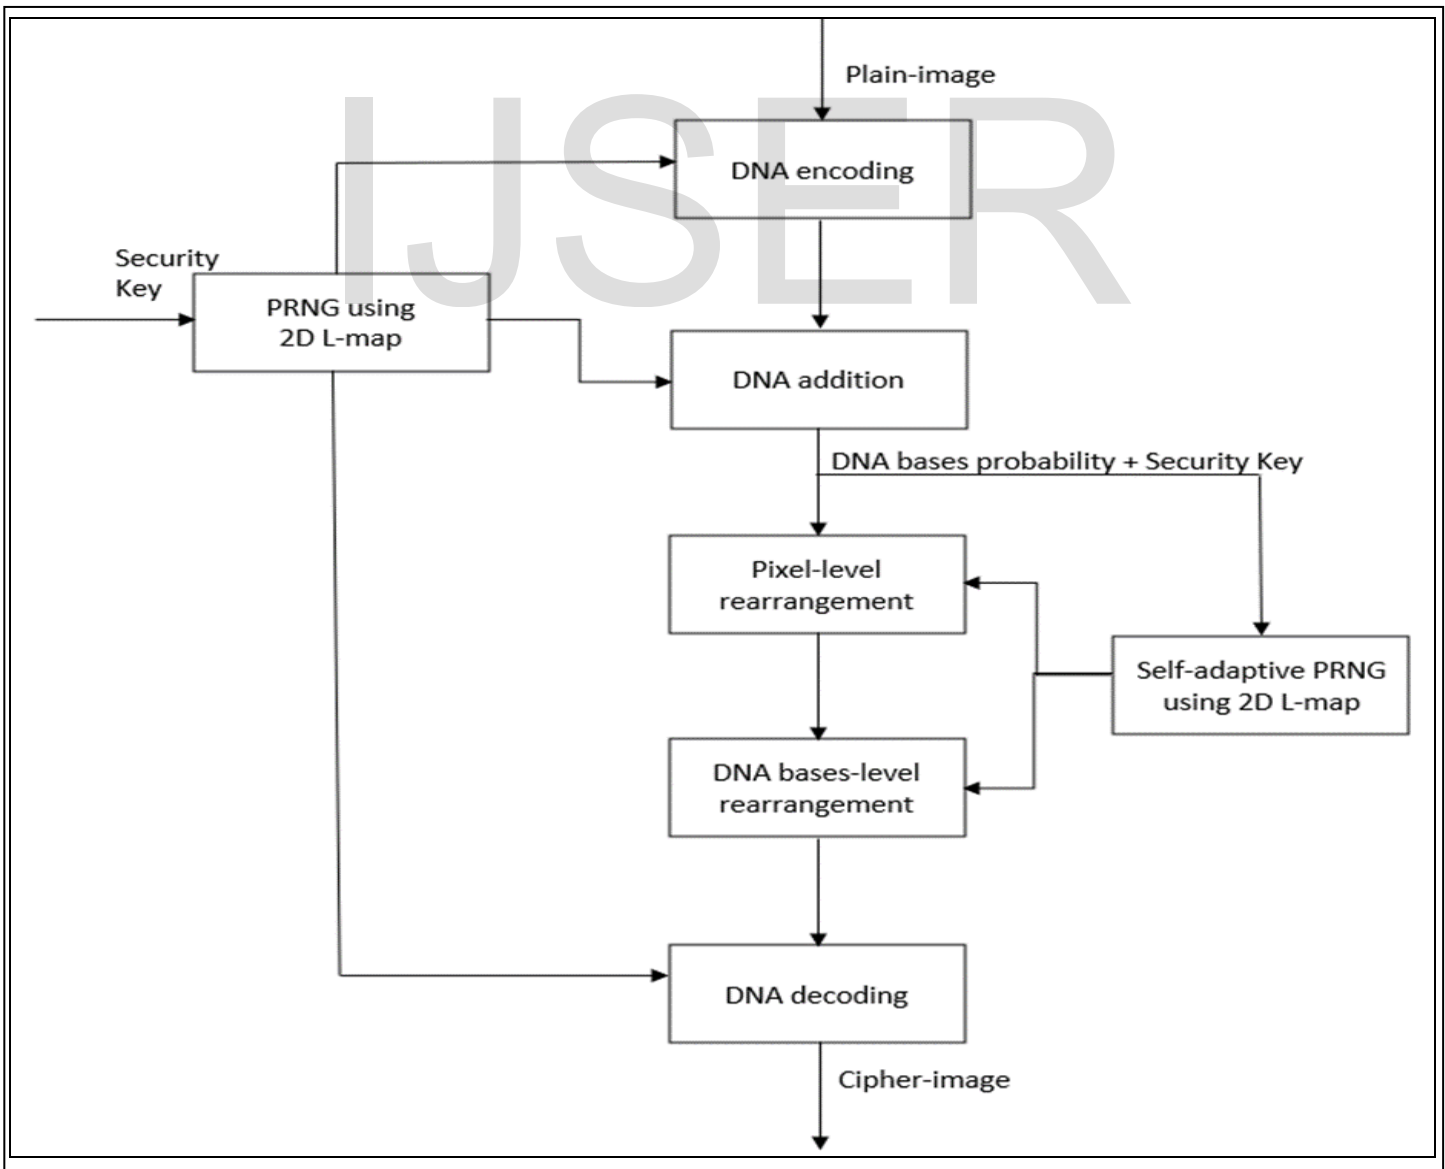 Plain-image
IJSER
DNA encoding
Security
Key
PRNG using
2D L-map
DNA addition
DNA bases probability + Security Key
Pixel-level
rearrangement
Self-adaptive PRNG
using 2D L-map
DNA bases-level
rearrangement
DNA decoding
Cipher-image